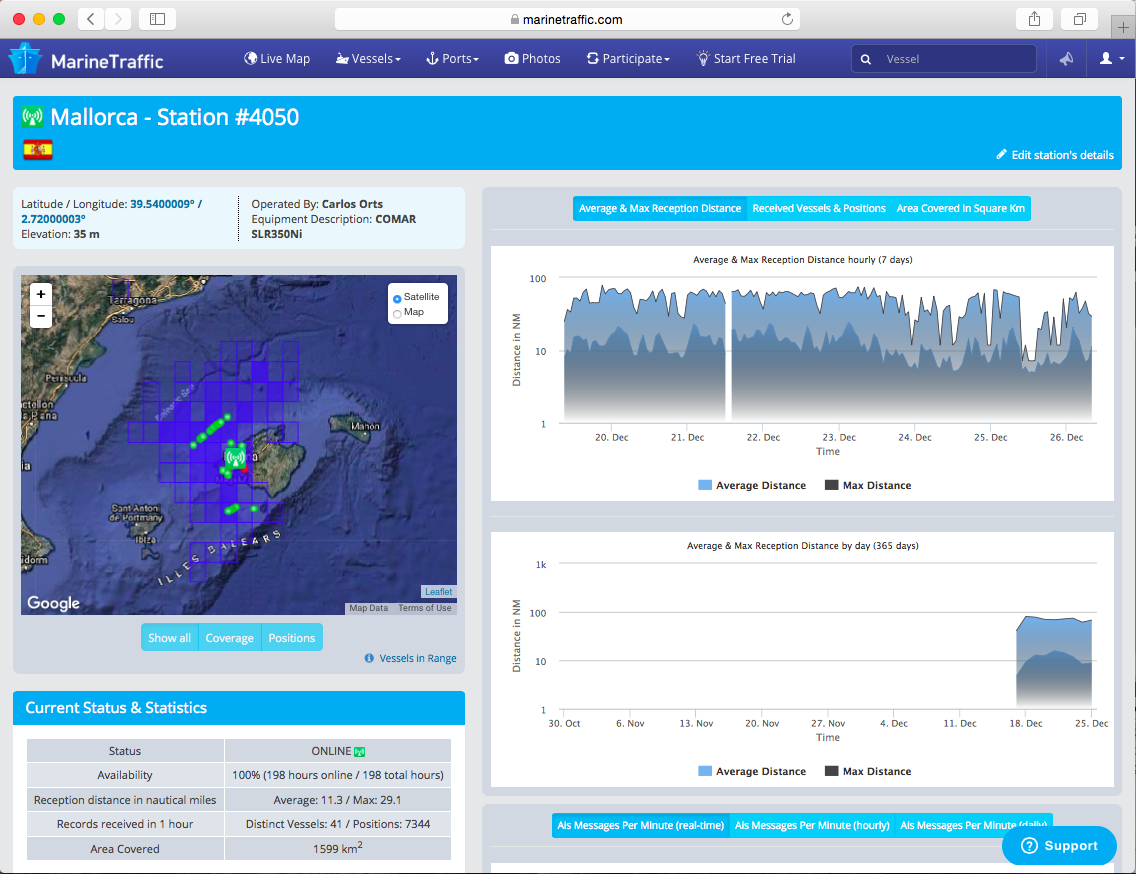 marinetraffic.com
MarineTraffic
Live Map
Vessels
Ports
Photos
Participate
Start Free Trial
Vessel
Mallorca - Station #4050
Edit station's details
Latitude / Longitude: 39.5400009° /
2.72000003°
Elevation: 35 m
Operated By: Carlos Orts
Equipment Description: COMAR
SLR350Ni
+
−
Satellite
Map
Tarragona
Salou
Peniscula
ctellon
a Plana
Balearic Sea
Mahón
Sant Antoni
de Portmany
Ibiza
idorm
ILLES BALEARS
Google
Leaflet
Map Data
Terms of Use
Show all
Coverage
Positions
Vessels in Range
Current Status & Statistics
Status
ONLINE
Availability
100% (198 hours online / 198 total hours)
Reception distance in nautical miles
Average: 11.3 / Max: 29.1
Records received in 1 hour
Distinct Vessels: 41 / Positions: 7344
Area Covered
1599 km²
Average & Max Reception Distance
Received Vessels & Positions
Area Covered in Square Km
Average & Max Reception Distance hourly (7 days)
Distance in NM
100
10
1
20. Dec
21. Dec
22. Dec
23. Dec
24. Dec
25. Dec
26. Dec
Time
Average Distance
Max Distance
Average & Max Reception Distance by day (365 days)
Distance in NM
1k
100
10
1
30. Oct
6. Nov
13. Nov
20. Nov
27. Nov
4. Dec
11. Dec
18. Dec
25. Dec
Time
Average Distance
Max Distance
Ais Messages Per Minute (real-time)
Ais Messages Per Minute (hourly)
Ais Messages Per Minute (daily)
Support